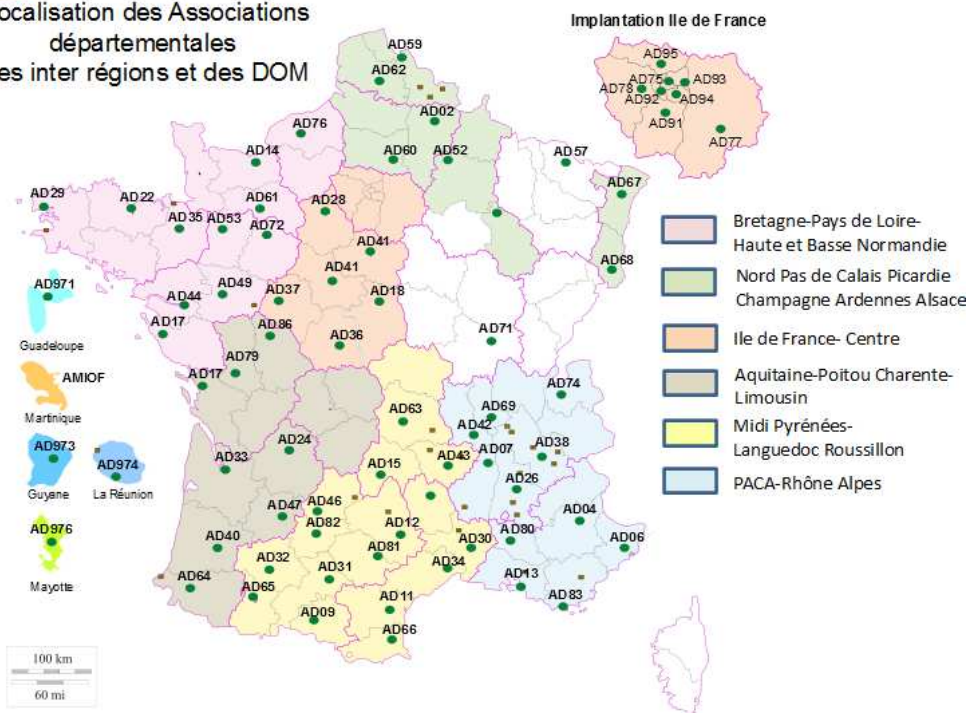 ocalisation des Associations
départementales
es inter régions et des DOM
Implantation Ile de France
AD95
AD75
AD93
AD78
AD92
AD94
AD91
AD77
AD59
AD62
AD02
AD76
AD60
AD52
AD57
AD14
AD67
AD29
AD22
AD61
AD28
AD35
AD53
AD72
AD41
AD68
AD41
AD49
AD37
AD18
AD44
AD17
AD86
AD36
AD71
AD79
AD17
AD74
AD63
AD69
AD42
AD24
AD38
AD33
AD43
AD07
AD15
AD26
AD46
AD47
AD82
AD12
AD04
AD40
AD80
AD06
AD32
AD81
AD30
AD64
AD65
AD31
AD34
AD13
AD83
AD11
AD09
AD66
AD971
Guadeloupe
AMIOF
Martinique
AD973
AD974
Guyane
La Réunion
AD976
Mayotte
Bretagne-Pays de Loire-
Haute et Basse Normandie
Nord Pas de Calais Picardie
Champagne Ardennes Alsace
Ile de France- Centre
Aquitaine-Poitou Charente-
Limousin
Midi Pyrénées-
Languedoc Roussillon
PACA-Rhône Alpes
100 km
60 mi